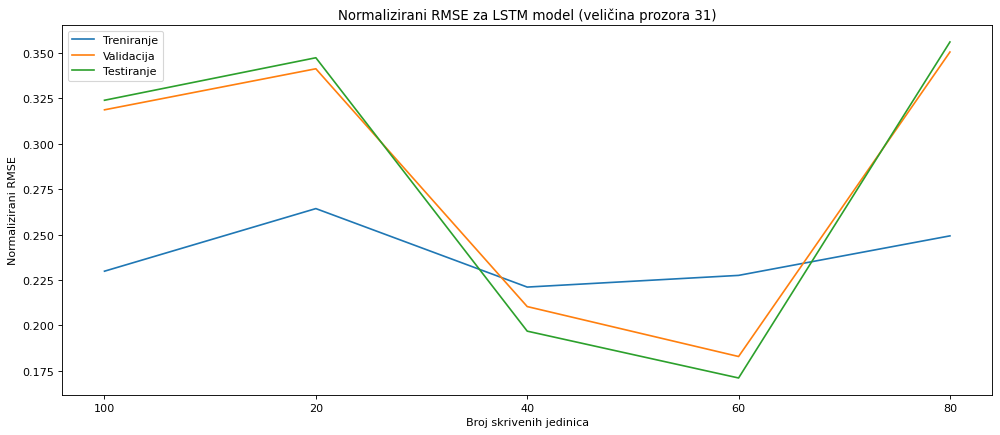 Normalizirani RMSE za LSTM model (veličina prozora 31)
Treniranje
Validacija
Testiranje
Normalizirani RMSE
0.350
0.325
0.300
0.275
0.250
0.225
0.200
0.175
100 20 40 60 80
Broj skrivenih jedinica